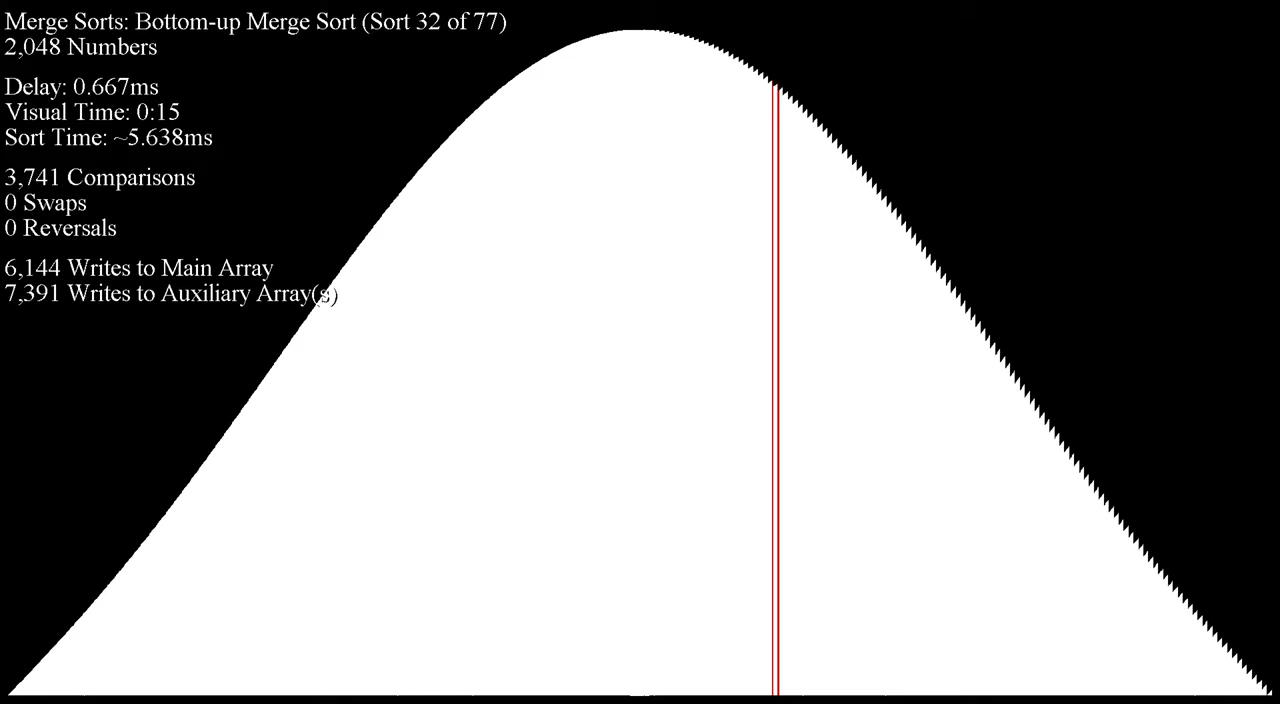 Merge Sorts: Bottom-up Merge Sort (Sort 32 of 77)
2,048 Numbers
Delay: 0.667ms
Visual Time: 0:15
Sort Time: ~5.638ms
3,741 Comparisons
0 Swaps
0 Reversals
6,144 Writes to Main Array
7,391 Writes to Auxiliary Array(s)